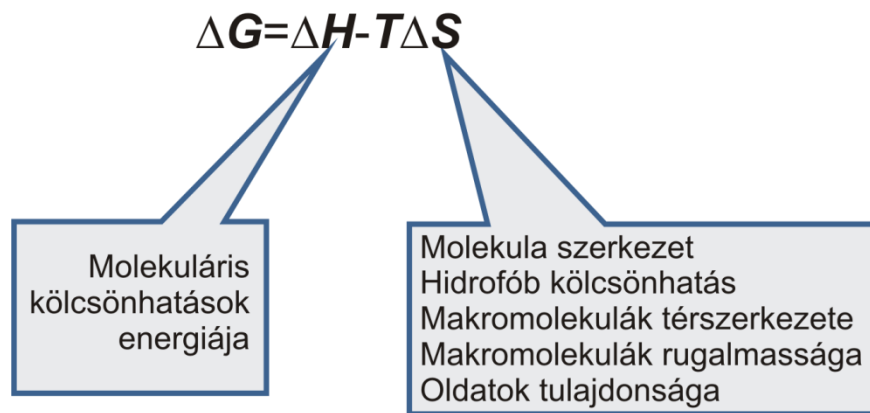 ΔG=ΔH-TΔS
Molekuláris
kölcsönhatások
energiája
Molekula szerkezet
Hidrofób kölcsönhatás
Makromolekulák térszerkezete
Makromolekulák rugalmassága
Oldatok tulajdonsága